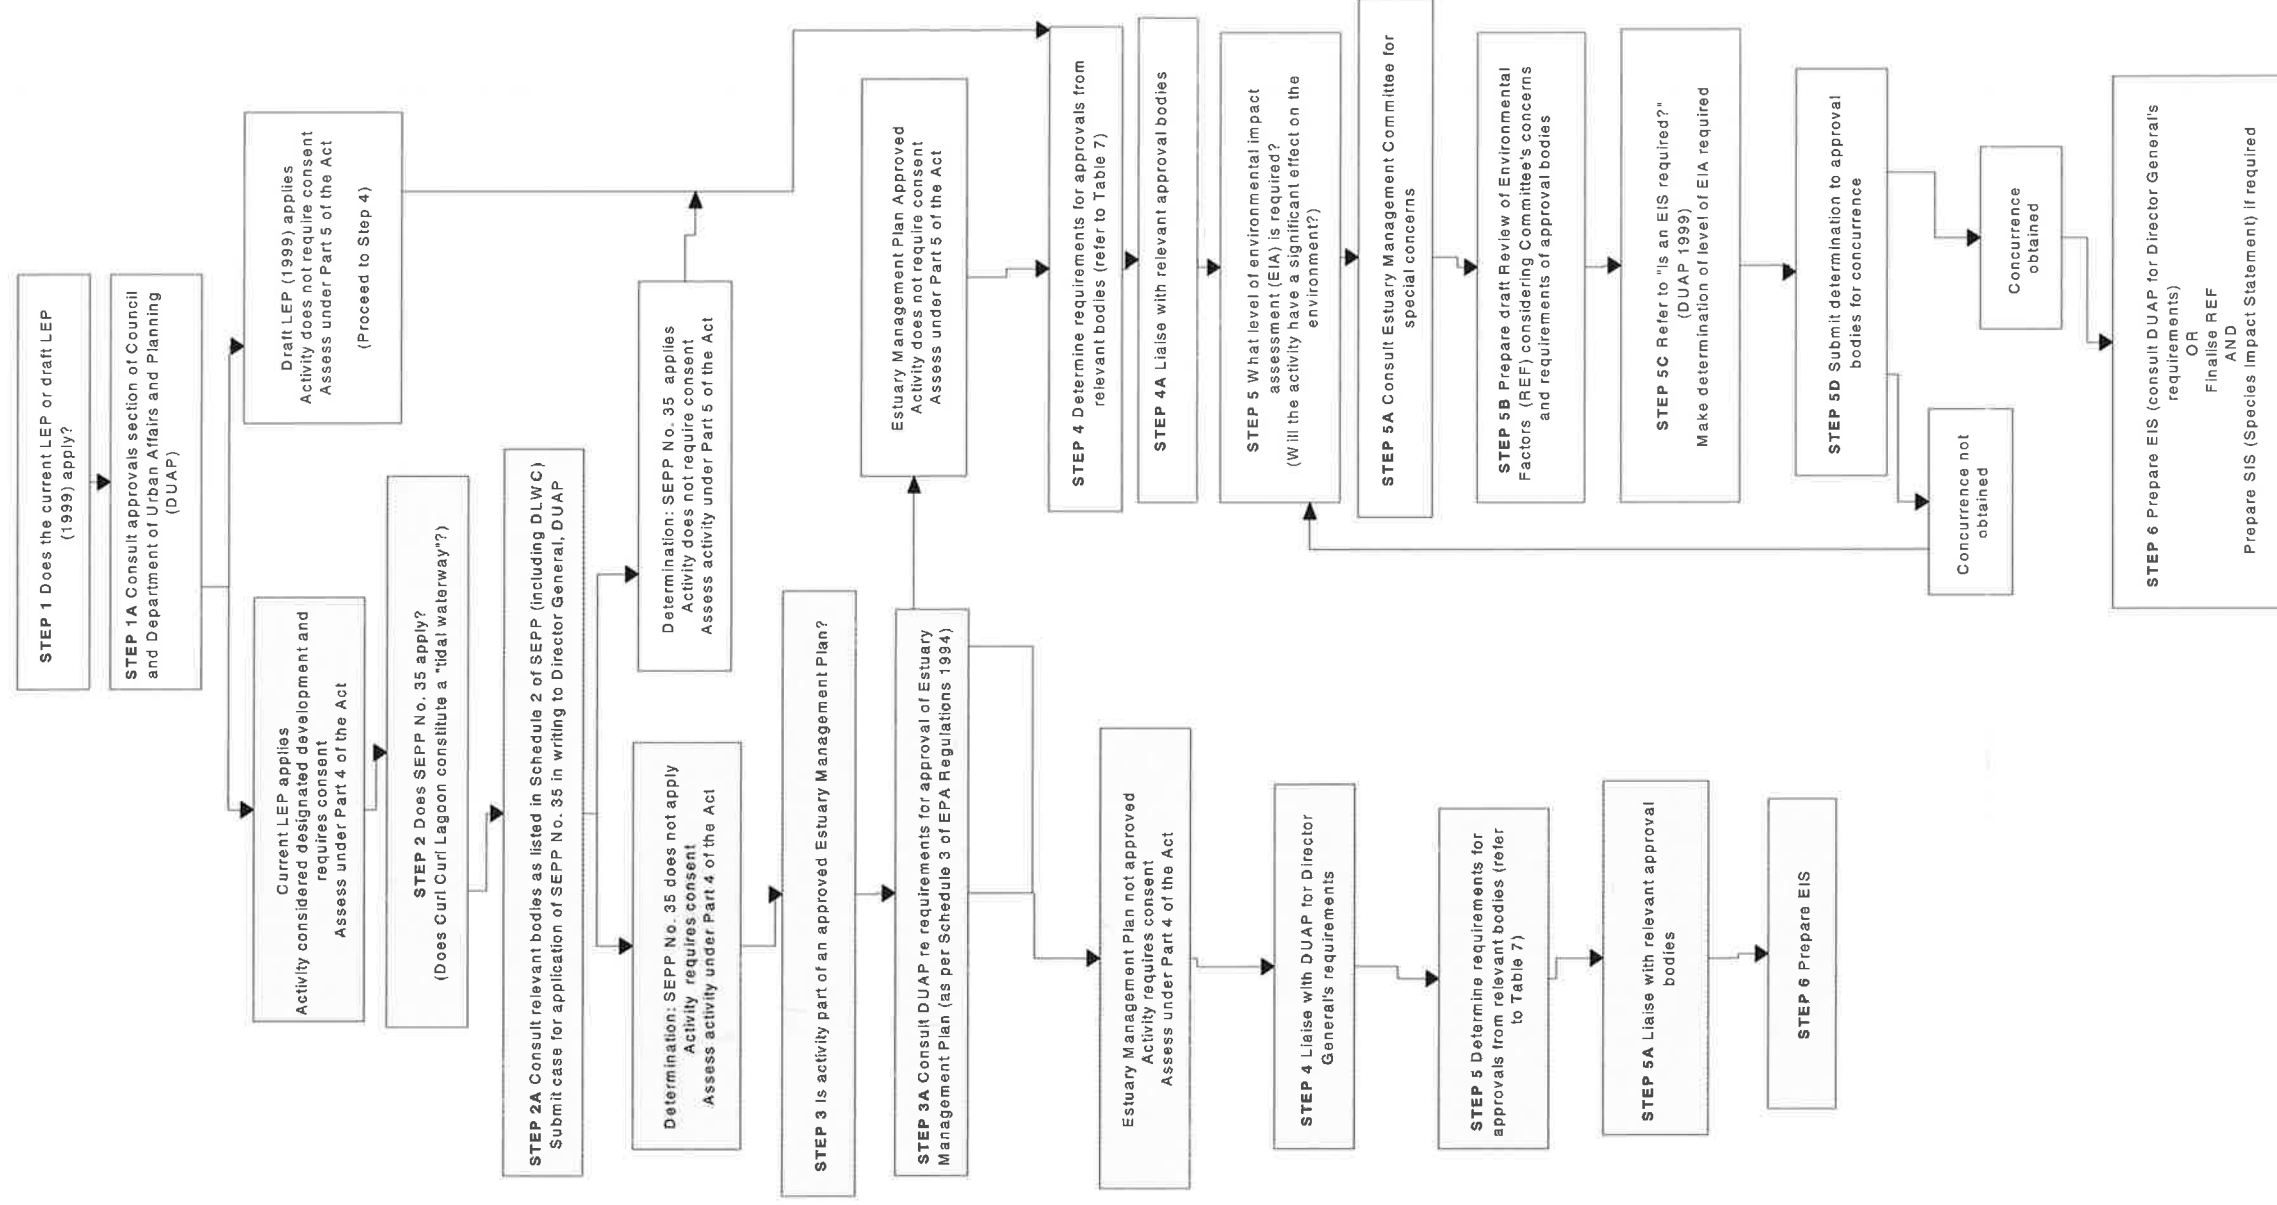 STEP 1 Does the current LEP or draft LEP
(1999) apply?
STEP 1A Consult approvals section of Council
and Department of Urban Affairs and Planning
(DUAP)
Draft LEP (1999) applies
Activity does not require consent
Assess under Part 5 of the Act
(Proceed to Step 4)
Current LEP applies
Activity considered designated development and
requires consent
Assess under Part 4 of the Act
STEP 2 Does SEPP No. 35 apply?
(Does Curl Curl Lagoon constitute a "tidal waterway"?)
STEP 2A Consult relevant bodies as listed in Schedule 2 of SEPP (including DLWC)
Submit case for application of SEPP No. 35 in writing to Director General, DUAP
Determination: SEPP No. 35 applies
Activity does not require consent
Assess activity under Part 5 of the Act
Determination: SEPP No. 35 does not apply
Activity requires consent
Assess activity under Part 4 of the Act
STEP 3 Is activity part of an approved Estuary Management Plan?
STEP 3A Consult DUAP re requirements for approval of Estuary
Management Plan (as per Schedule 3 of EPA Regulations 1994)
Estuary Management Plan Approved
Activity does not require consent
Assess under Part 5 of the Act
Estuary Management Plan not approved
Activity requires consent
Assess under Part 4 of the Act
STEP 4 Liaise with DUAP for Director
General's requirements
STEP 5 Determine requirements for
approvals from relevant bodies (refer
to Table 7)
STEP 5A Liaise with relevant approval
bodies
STEP 6 Prepare EIS
STEP 4 Determine requirements for approvals from
relevant bodies (refer to Table 7)
STEP 4A Liaise with relevant approval bodies
STEP 5 What level of environmental impact
assessment (EIA) is required?
(Will the activity have a significant effect on the
environment?)
STEP 5A Consult Estuary Management Committee for
special concerns
STEP 5B Prepare draft Review of Environmental
Factors (REF) considering Committee's concerns
and requirements of approval bodies
STEP 5C Refer to "Is an EIS required?"
(DUAP 1999)
Make determination of level of EIA required
STEP 5D Submit determination to approval
bodies for concurrence
Concurrence not
obtained
Concurrence
obtained
STEP 6 Prepare EIS (consult DUAP for Director General's
requirements)
OR
Finalise REF
AND
Prepare SIS (Species Impact Statement) if required